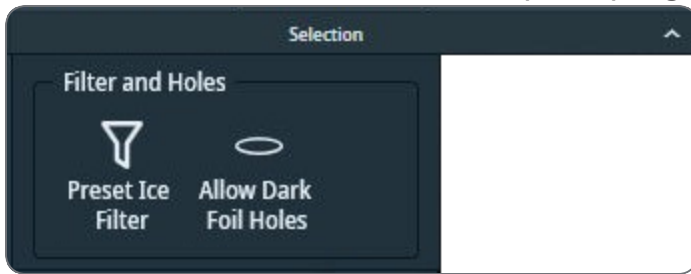 Selection
Filter and Holes
Preset Ice
Filter
Allow Dark
Foil Holes